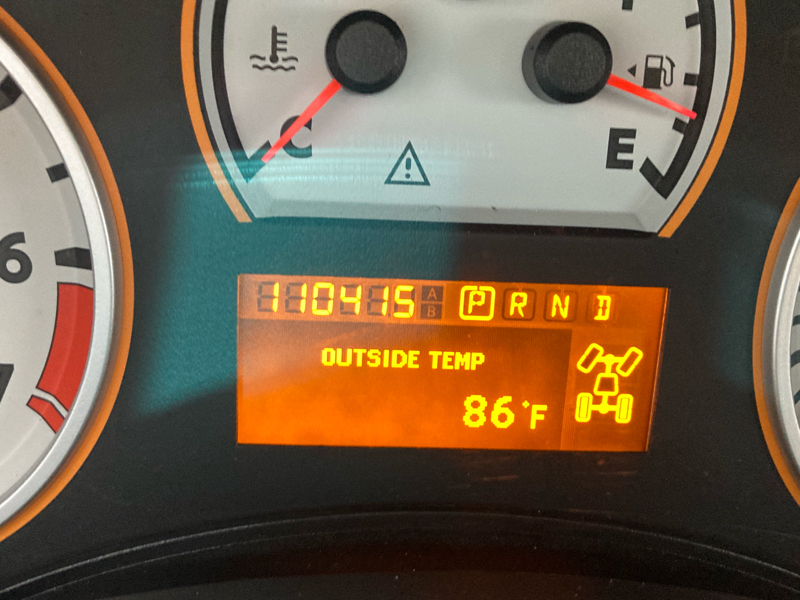 C
E
6
110415 A B P R N D
OUTSIDE TEMP
86°F